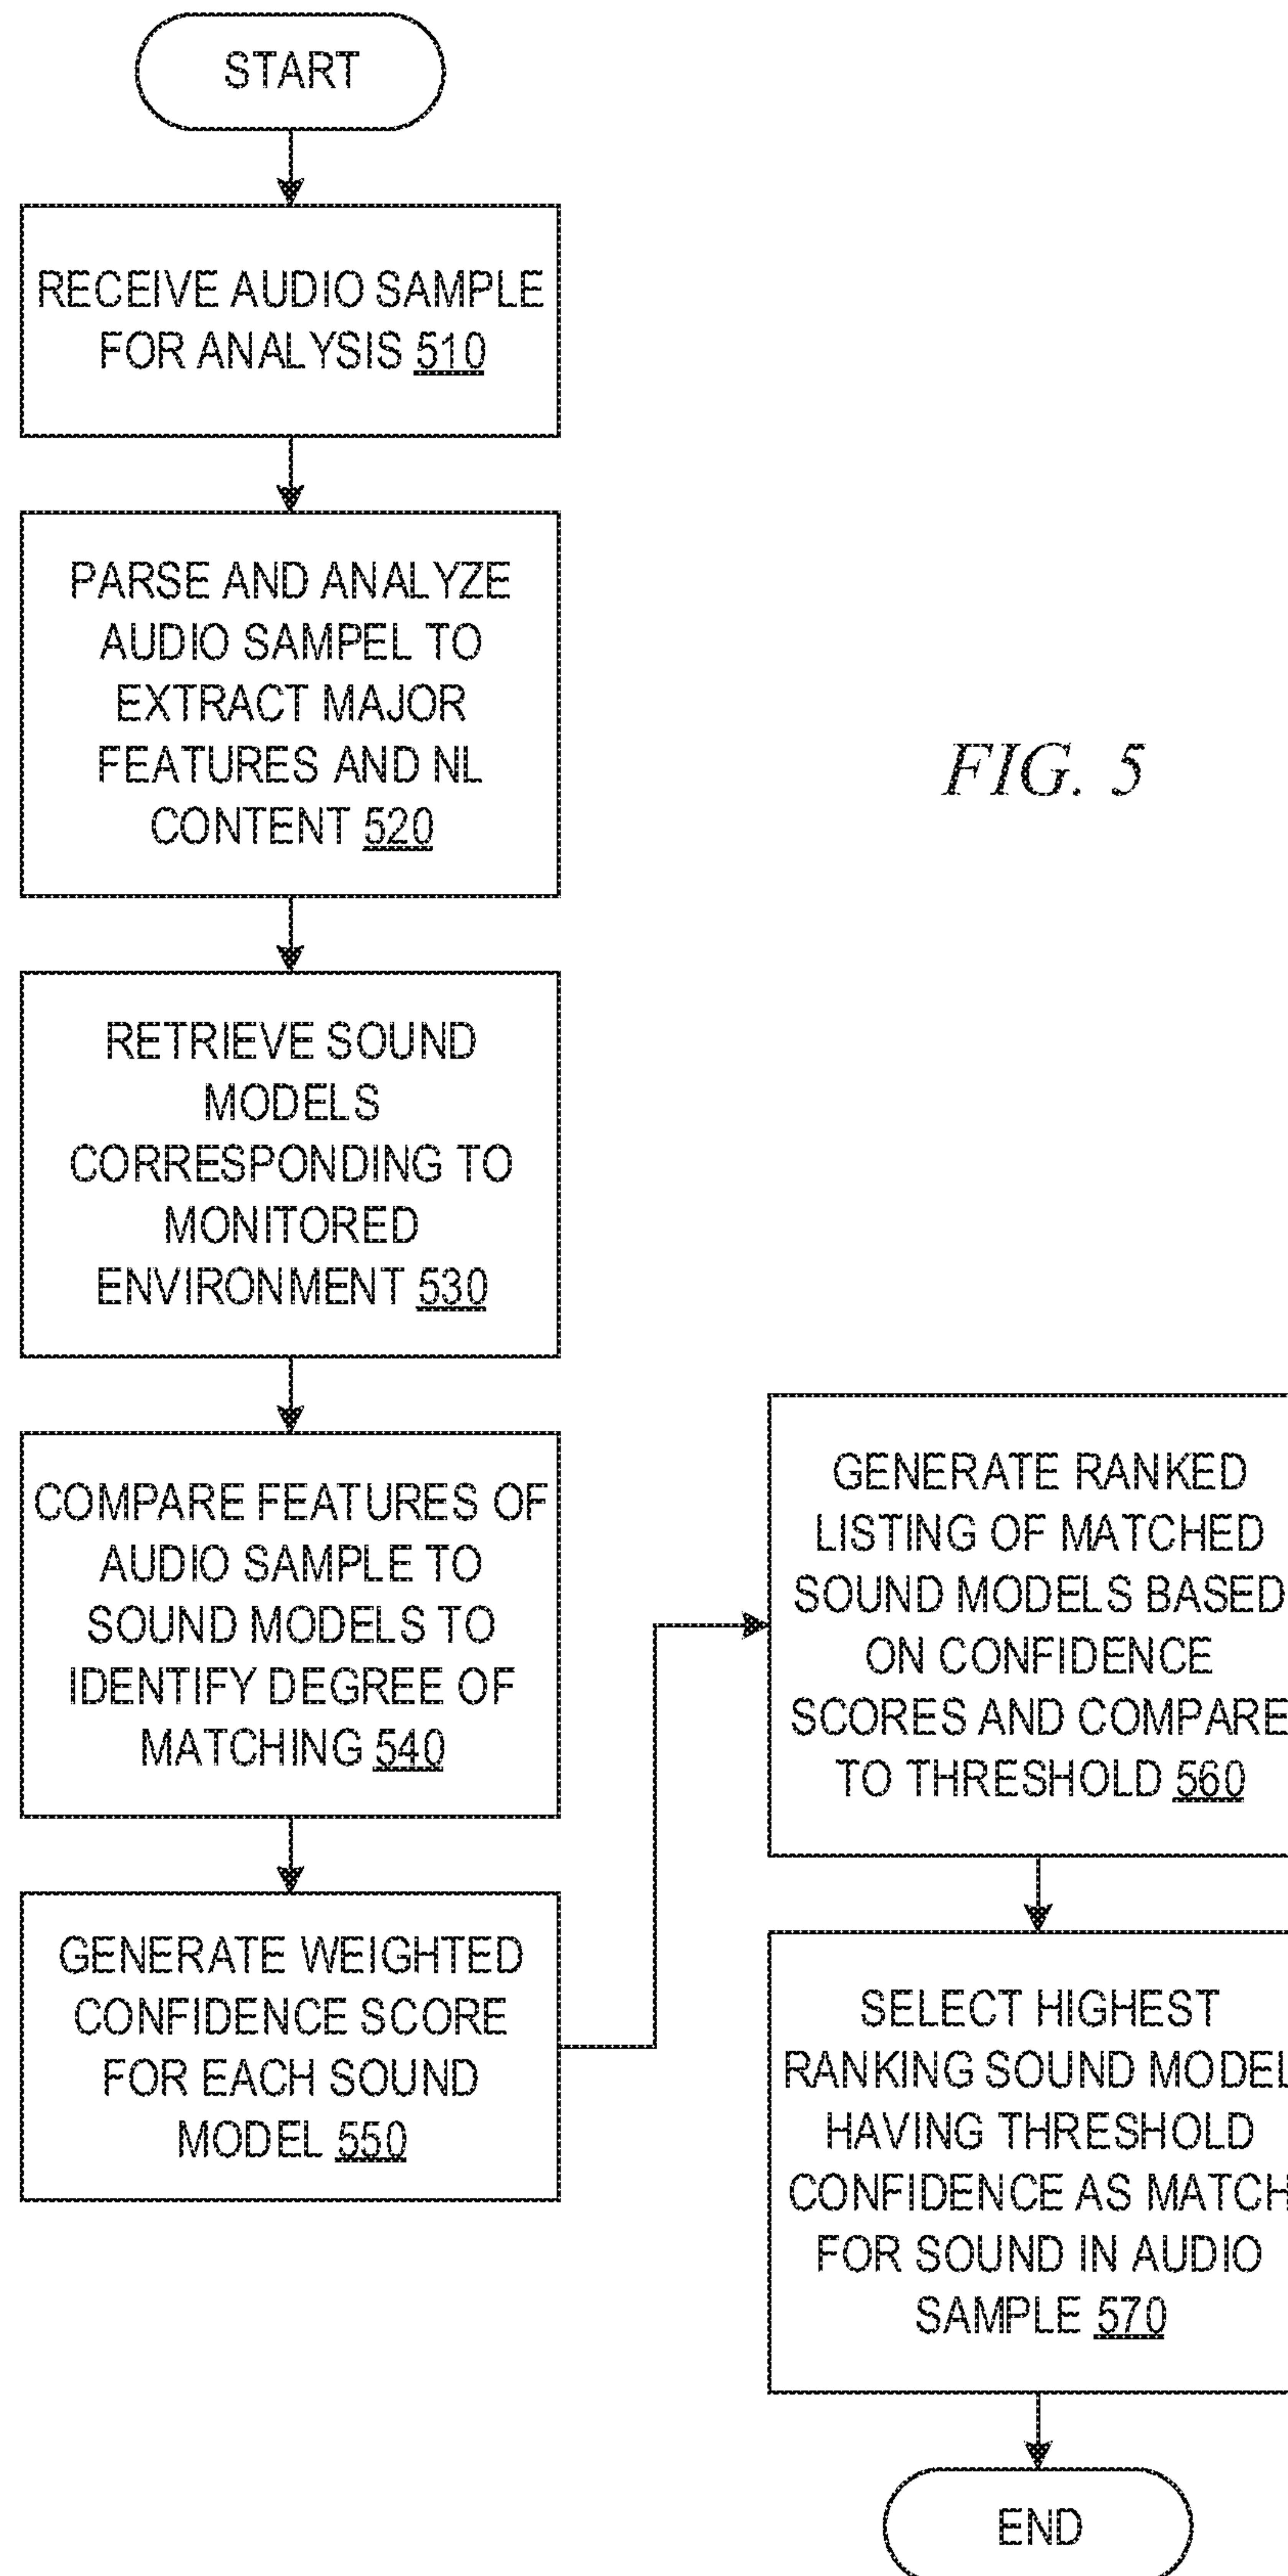 START
RECEIVE AUDIO SAMPLE
FOR ANALYSIS 510
PARSE AND ANALYZE
AUDIO SAMPEL TO
EXTRACT MAJOR
FEATURES AND NL
CONTENT 520
RETRIEVE SOUND
MODELS
CORRESPONDING TO
MONITORED
ENVIRONMENT 530
COMPARE FEATURES OF
AUDIO SAMPLE TO
SOUND MODELS TO
IDENTIFY DEGREE OF
MATCHING 540
GENERATE WEIGHTED
CONFIDENCE SCORE
FOR EACH SOUND
MODEL 550
GENERATE RANKED
LISTING OF MATCHED
SOUND MODELS BASED
ON CONFIDENCE
SCORES AND COMPARE
TO THRESHOLD 560
SELECT HIGHEST
RANKING SOUND MODEL
HAVING THRESHOLD
CONFIDENCE AS MATCH
FOR SOUND IN AUDIO
SAMPLE 570
END
FIG. 5